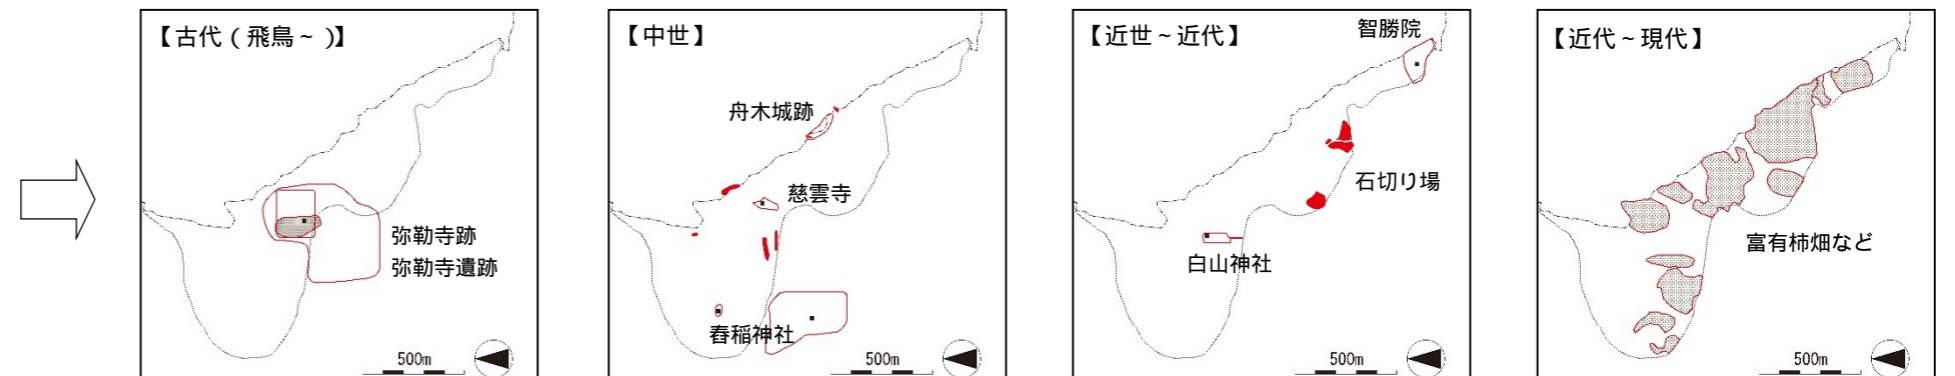 【古代（飛鳥～）】
弥勒寺跡
弥勒寺遺跡
500m
【中世】
舟木城跡
慈雲寺
舂稲神社
500m
【近世～近代】
智勝院
石切り場
白山神社
500m
【近代～現代】
富有柿畑など
500m